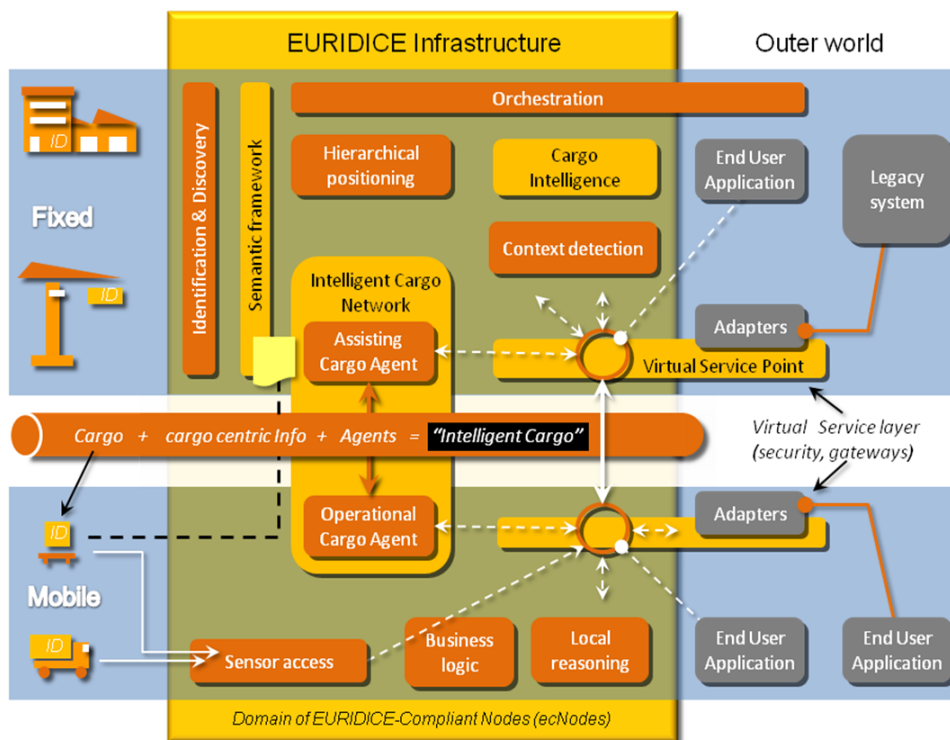 EURIDICE Infrastructure
Outer world
Orchestration
ID
Identification & Discovery
Semantic framework
Hierarchical
positioning
Cargo
Intelligence
End User
Application
Legacy
system
Fixed
Context detection
ID
Intelligent Cargo
Network
Assisting
Cargo Agent
Adapters
Virtual Service Point
Cargo + cargo centric Info + Agents = "Intelligent Cargo"
Virtual Service layer
(security, gateways)
Operational
Cargo Agent
Adapters
ID
Mobile
ID
Sensor access
Business
logic
Local
reasoning
End User
Application
End User
Application
Domain of EURIDICE-Compliant Nodes (ecNodes)